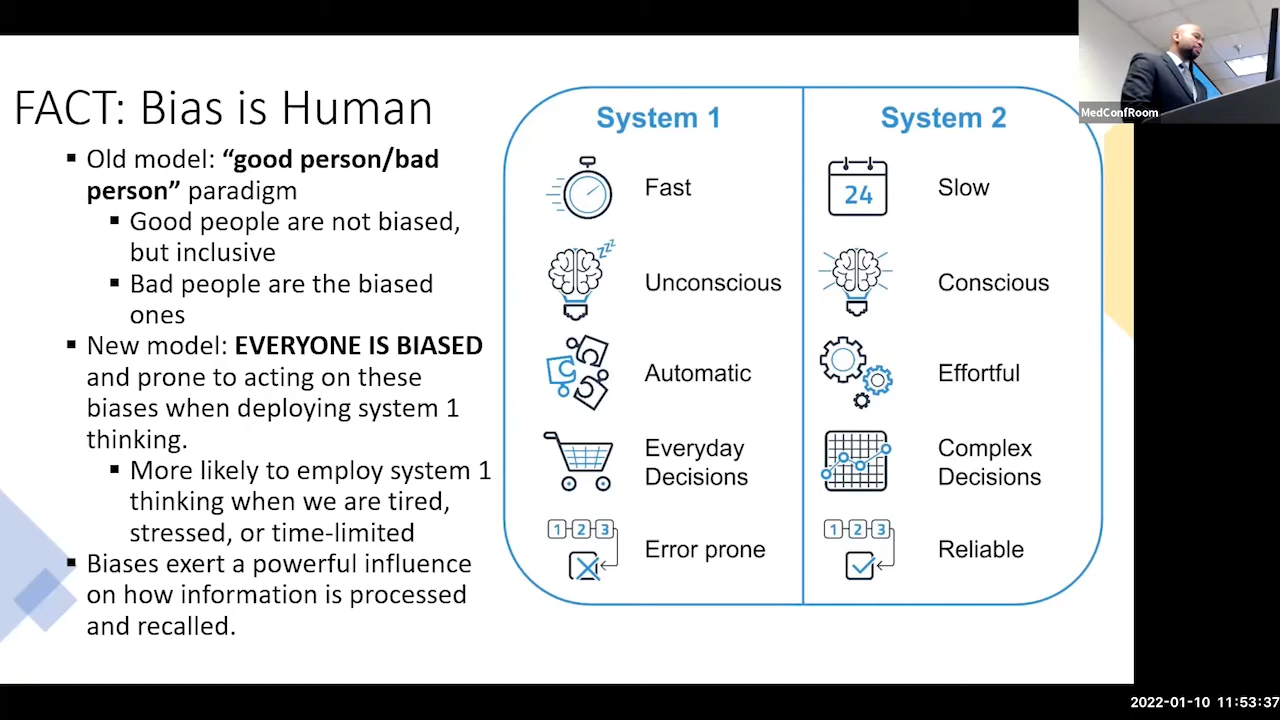 FACT: Bias is Human
▪ Old model: “good person/bad
person” paradigm
▪ Good people are not biased,
but inclusive
▪ Bad people are the biased
ones
▪ New model: EVERYONE IS BIASED
and prone to acting on these
biases when deploying system 1
thinking.
▪ More likely to employ system 1
thinking when we are tired,
stressed, or time-limited
▪ Biases exert a powerful influence
on how information is processed
and recalled.
System 1
Fast
zzz
Unconscious
Automatic
Everyday
Decisions
1 2 3
Error prone
System 2
24
Slow
Conscious
Effortful
Complex
Decisions
1 2 3
Reliable
MedConfRoom
2022-01-10 11:53:37